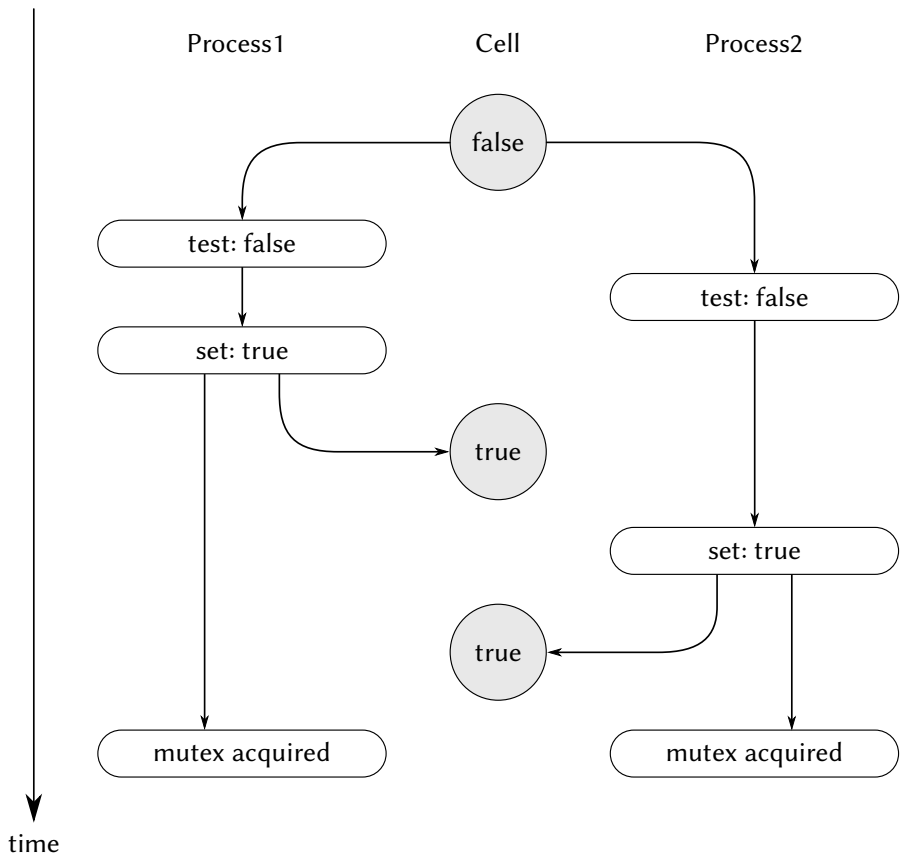 Process1
Cell
Process2
false
test: false
test: false
set: true
true
set: true
true
mutex acquired
mutex acquired
time